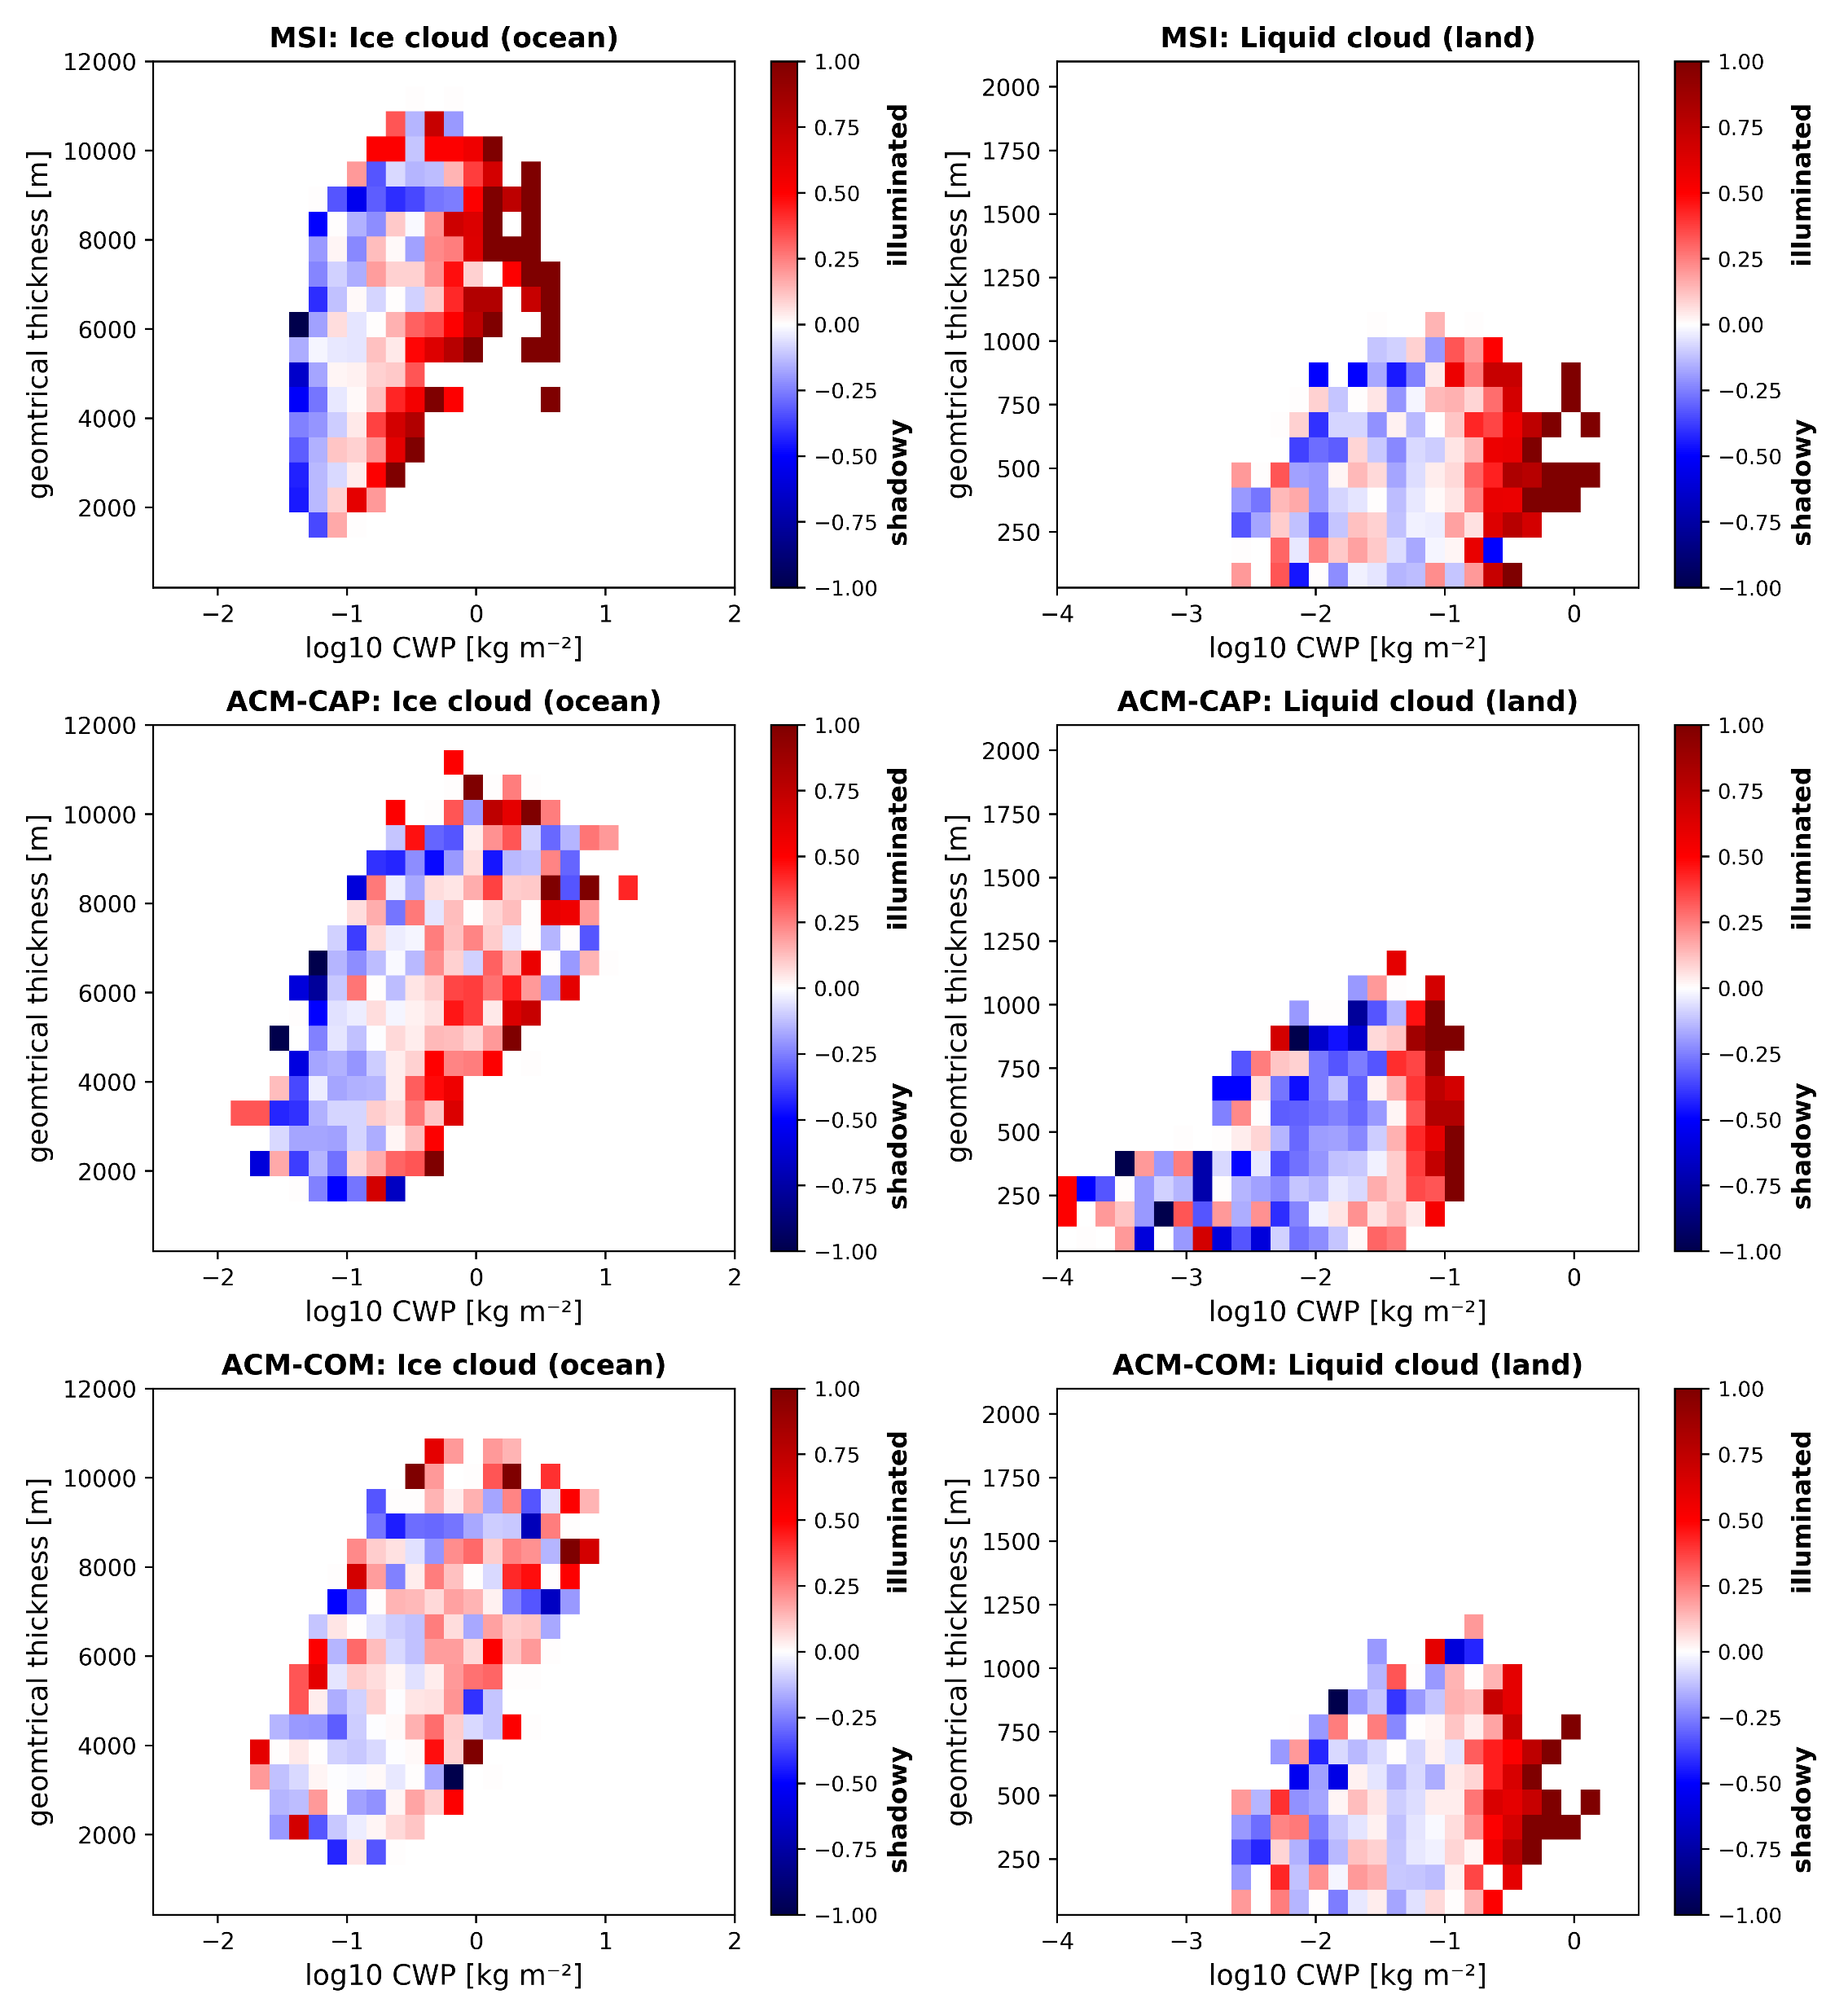 MSI: Ice cloud (ocean)
12000
10000
8000
6000
4000
2000
geomtrical thickness [m]
−2 −1 0 1 2
log10 CWP [kg m⁻²]
1.00
0.75
0.50
0.25
0.00
−0.25
−0.50
−0.75
−1.00
illuminated
shadowy
MSI: Liquid cloud (land)
2000
1750
1500
1250
1000
750
500
250
geomtrical thickness [m]
−4 −3 −2 −1 0
log10 CWP [kg m⁻²]
1.00
0.75
0.50
0.25
0.00
−0.25
−0.50
−0.75
−1.00
illuminated
shadowy
ACM-CAP: Ice cloud (ocean)
12000
10000
8000
6000
4000
2000
geomtrical thickness [m]
−2 −1 0 1 2
log10 CWP [kg m⁻²]
1.00
0.75
0.50
0.25
0.00
−0.25
−0.50
−0.75
−1.00
illuminated
shadowy
ACM-CAP: Liquid cloud (land)
2000
1750
1500
1250
1000
750
500
250
geomtrical thickness [m]
−4 −3 −2 −1 0
log10 CWP [kg m⁻²]
1.00
0.75
0.50
0.25
0.00
−0.25
−0.50
−0.75
−1.00
illuminated
shadowy
ACM-COM: Ice cloud (ocean)
12000
10000
8000
6000
4000
2000
geomtrical thickness [m]
−2 −1 0 1 2
log10 CWP [kg m⁻²]
1.00
0.75
0.50
0.25
0.00
−0.25
−0.50
−0.75
−1.00
illuminated
shadowy
ACM-COM: Liquid cloud (land)
2000
1750
1500
1250
1000
750
500
250
geomtrical thickness [m]
−4 −3 −2 −1 0
log10 CWP [kg m⁻²]
1.00
0.75
0.50
0.25
0.00
−0.25
−0.50
−0.75
−1.00
illuminated
shadowy